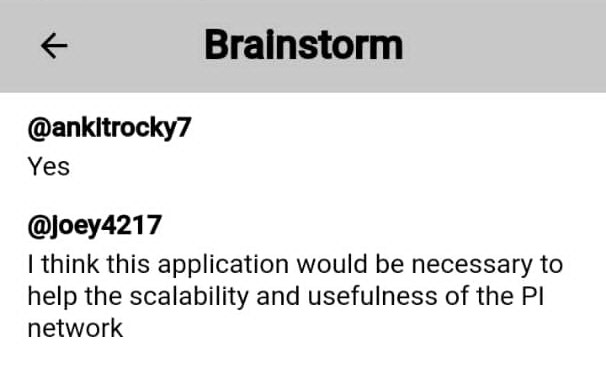 Brainstorm
@ankitrocky7
Yes
@joey4217
I think this application would be necessary to
help the scalability and usefulness of the PI
network